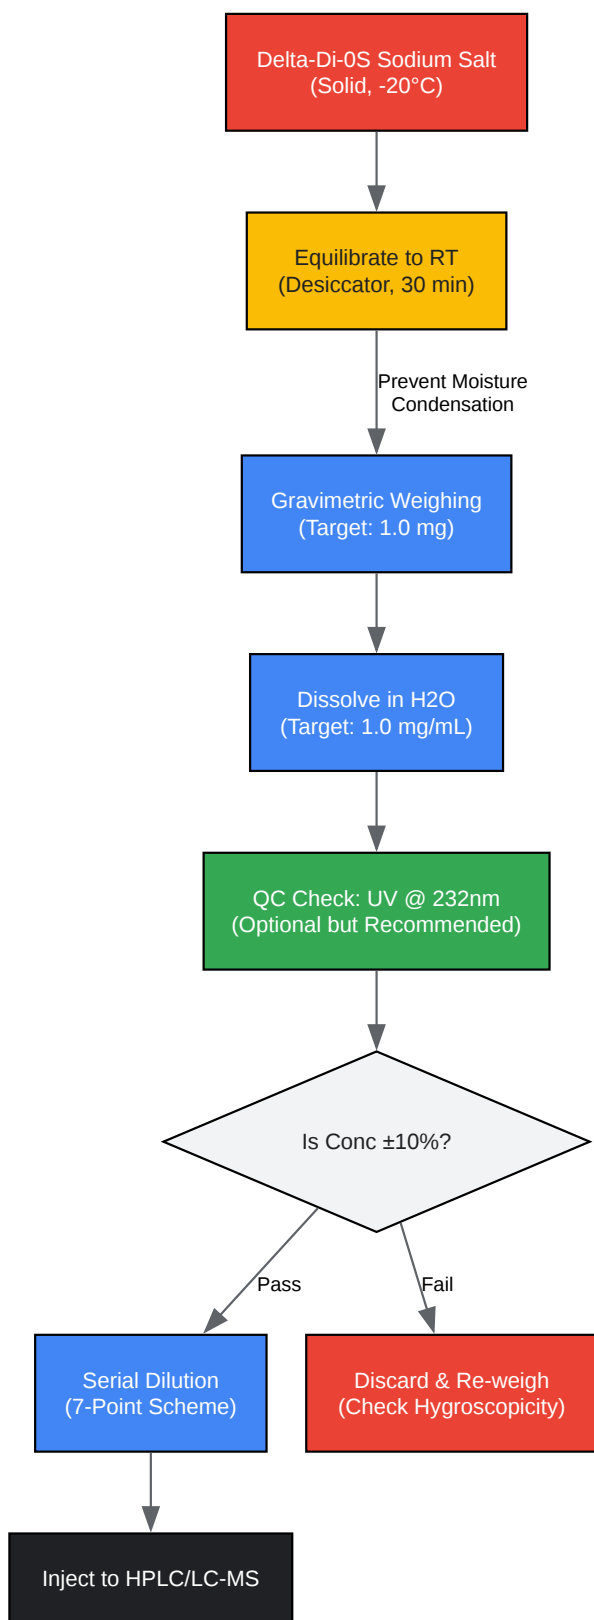 Delta-Di-0S Sodium Salt
(Solid, -20°C)
Equilibrate to RT
(Desiccator, 30 min)
Prevent Moisture
Condensation
Gravimetric Weighing
(Target: 1.0 mg)
Dissolve in H2O
(Target: 1.0 mg/mL)
QC Check: UV @ 232nm
(Optional but Recommended)
Is Conc ±10%?
Pass
Fail
Serial Dilution
(7-Point Scheme)
Discard & Re-weigh
(Check Hygroscopicity)
Inject to HPLC/LC-MS